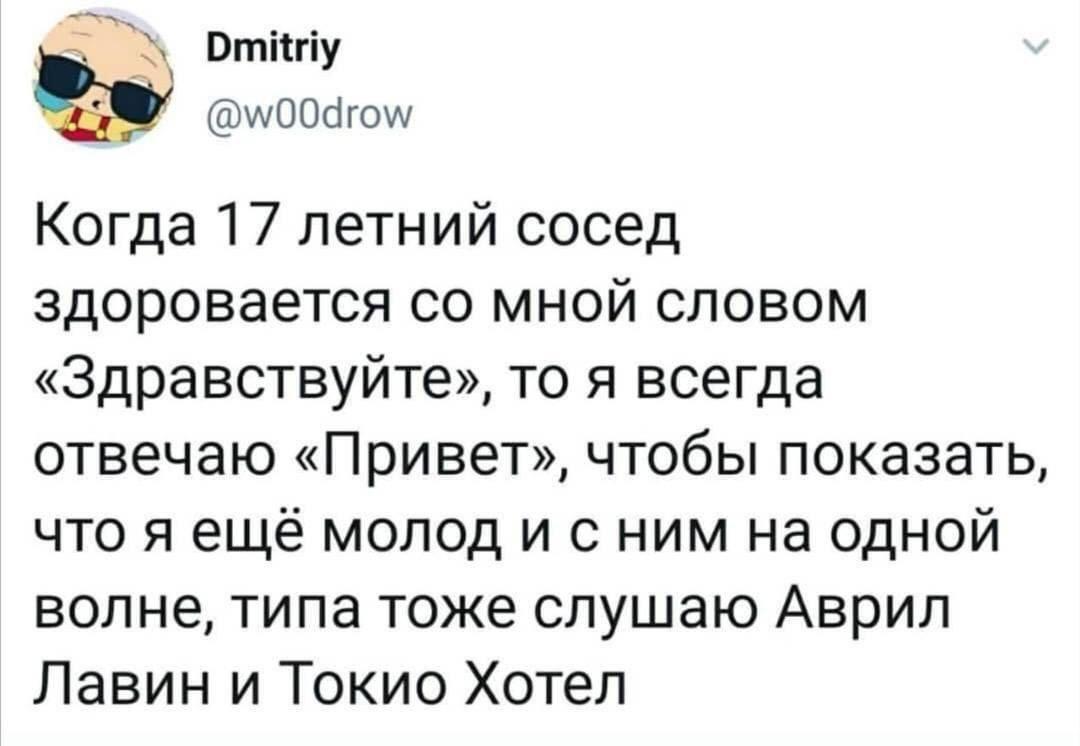 Dmitriy
@w00drow
Когда 17 летний сосед
здоровается со мной словом
«Здравствуйте», то я всегда
отвечаю «Привет», чтобы показать,
что я ещё молод и с ним на одной
волне, типа тоже слушаю Аврил
Лавин и Токио Хотел